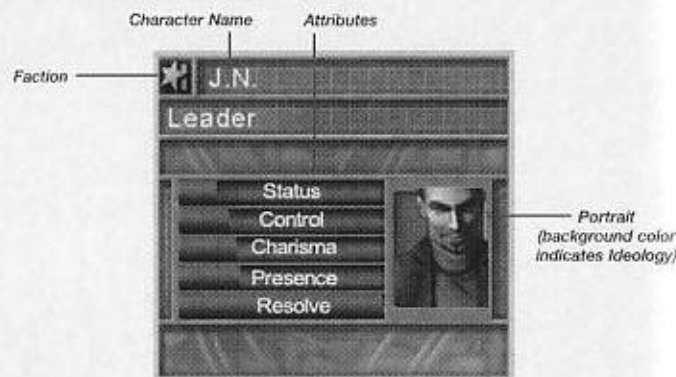 Character Name
Attributes
Faction
J.N.
Leader
Status
Control
Charisma
Presence
Resolve
Portrait
(background color
indicates Ideology)